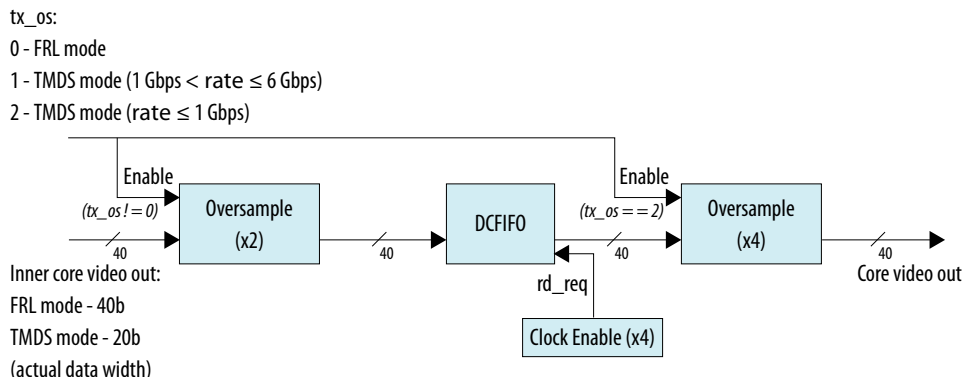 tx_os:
0 - FRL mode
1 - TMDS mode (1 Gbps < rate ≤ 6 Gbps)
2 - TMDS mode (rate ≤ 1 Gbps)
Enable
(tx_os != 0)
40
Oversample
(x2)
40
DCFIFO
Enable
(tx_os == 2)
40
Oversample
(x4)
40
Inner core video out:
FRL mode - 40b
TMDS mode - 20b
(actual data width)
rd_req
Clock Enable (x4)
Core video out